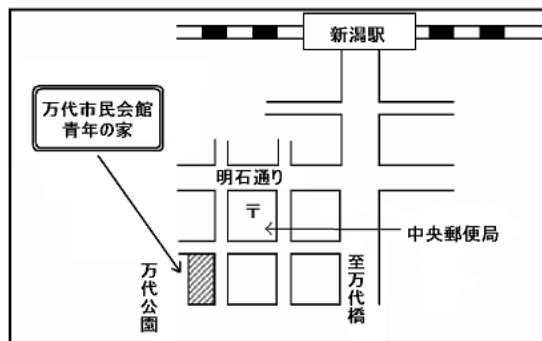 新潟駅
万代市民会館
青年の家
明石通り
〒
中央郵便局
万代公園
至万代橋